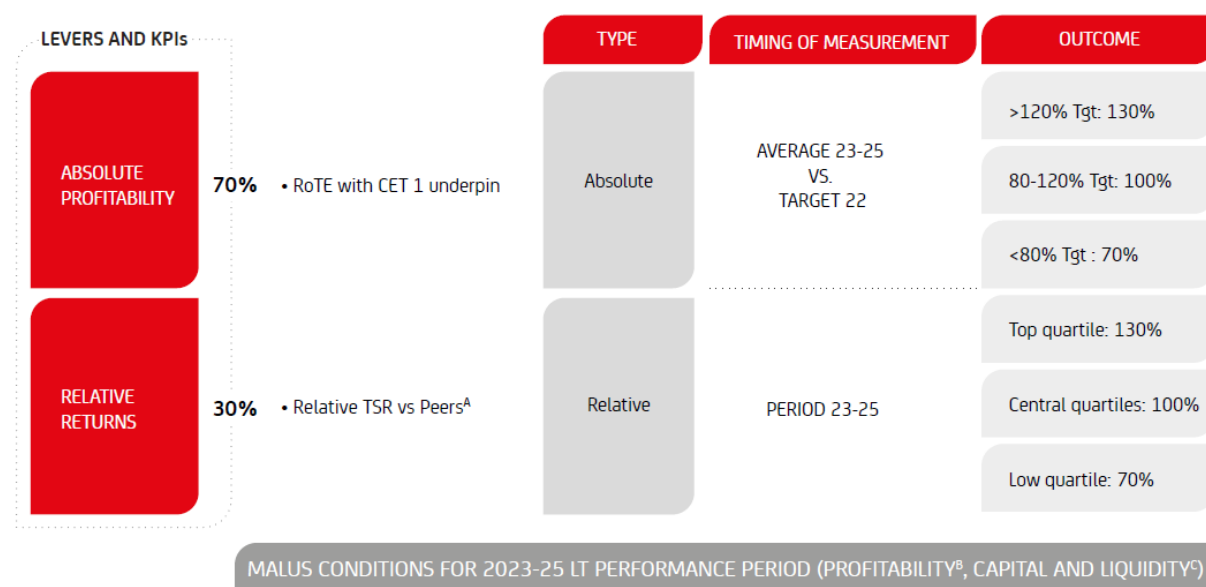 LEVERS AND KPIs
TYPE
TIMING OF MEASUREMENT
OUTCOME
ABSOLUTE
PROFITABILITY
70%
• RoTE with CET 1 underpin
Absolute
AVERAGE 23-25
VS.
TARGET 22
>120% Tgt: 130%
80-120% Tgt: 100%
<80% Tgt : 70%
RELATIVE
RETURNS
30%
• Relative TSR vs Peersᴬ
Relative
PERIOD 23-25
Top quartile: 130%
Central quartiles: 100%
Low quartile: 70%
MALUS CONDITIONS FOR 2023-25 LT PERFORMANCE PERIOD (PROFITABILITYᴮ, CAPITAL AND LIQUIDITYᶜ)